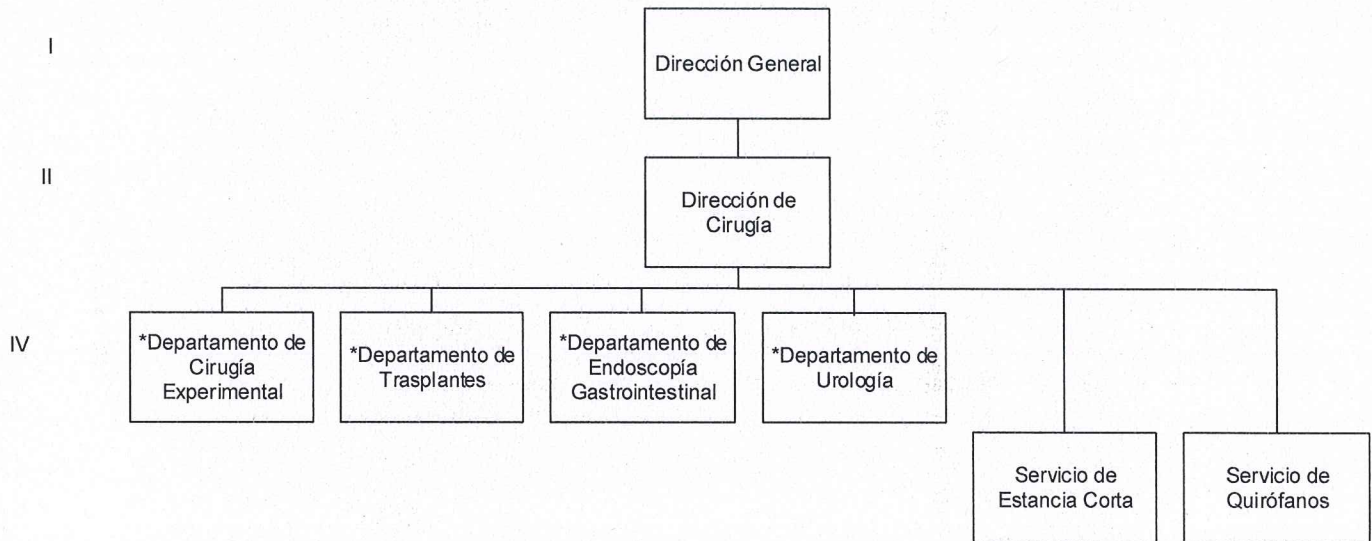 I
Dirección General
II
Dirección de
Cirugía
IV
*Departamento de
Cirugía
Experimental
*Departamento de
Trasplantes
*Departamento de
Endoscopía
Gastrointestinal
*Departamento de
Urología
Servicio de
Estancia Corta
Servicio de
Quirófanos